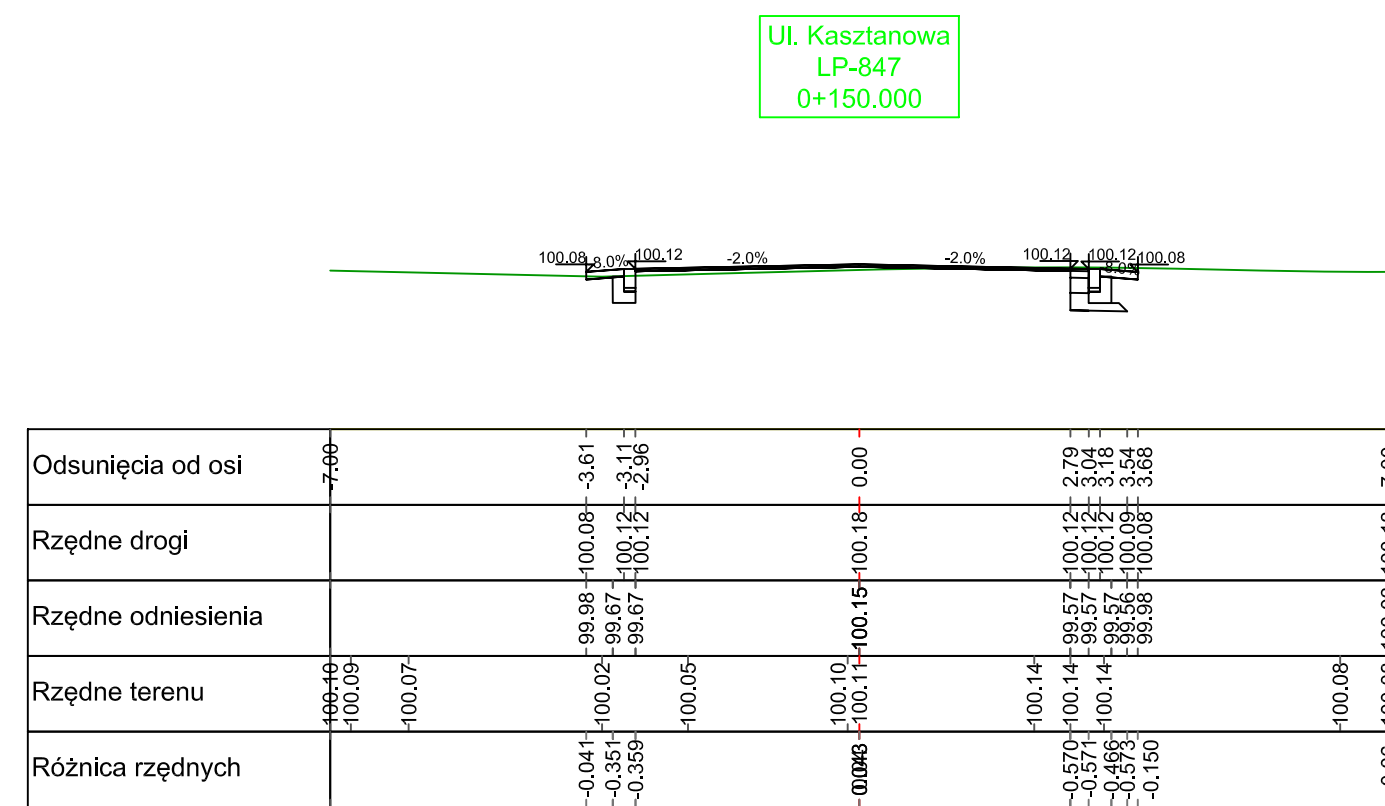 Ul. Kasztanowa
LP-847
0+150.000
100.08 -8.0% 100.12 -2.0% -2.0% 100.12 100.12 -8.0% 100.08
Odsunięcia od osi -7.00 -3.61 -3.11 -2.96 0.00 2.79 3.04 3.18 3.54 3.68
Rzędne drogi 100.08 100.12 100.12 100.18 100.12 100.12 100.12 100.09 100.08
Rzędne odniesienia 99.98 99.67 99.67 100.15 99.57 99.57 99.57 99.56 99.98
Rzędne terenu 100.10 100.09 100.07 100.02 100.05 100.10 100.11 100.14 100.14 100.14 100.08
Różnica rzędnych -0.041 -0.351 -0.359 -0.570 -0.571 -0.466 -0.573 -0.150